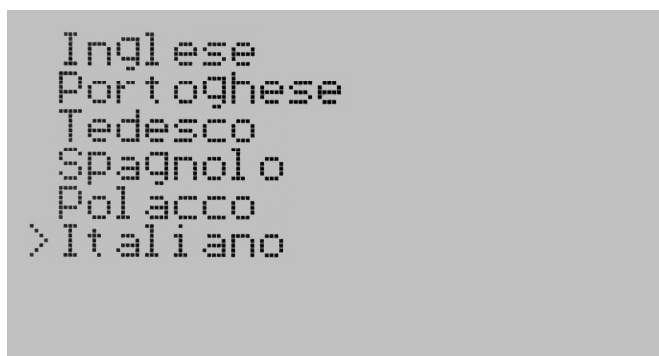 Inglese
Portoghese
Tedesco
Spagnolo
Polacco
>Italiano